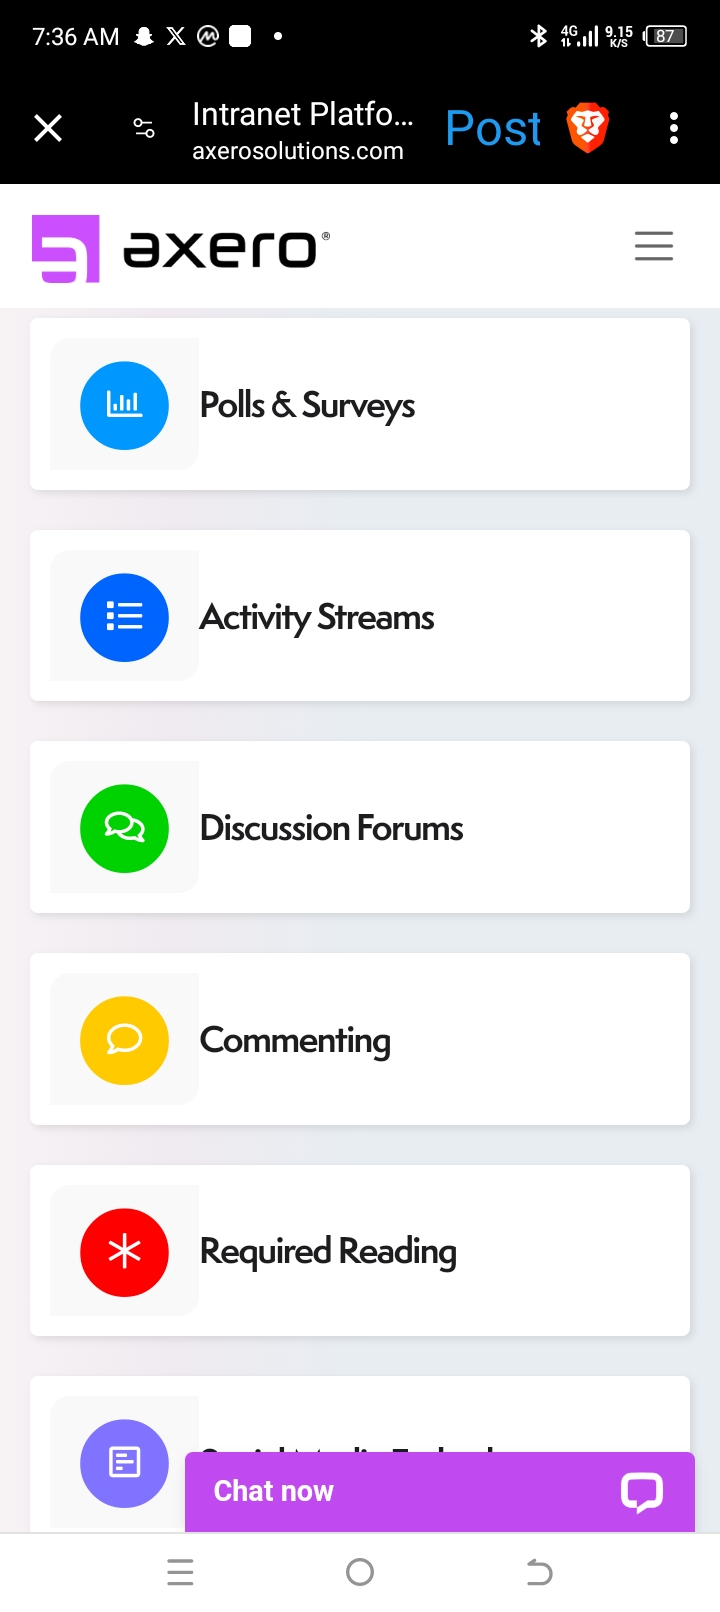 7:36 AM
4G
9.15
K/S
87
Intranet Platfo...
axerosolutions.com
Post
axero®
Polls & Surveys
Activity Streams
Discussion Forums
Commenting
Required Reading
Chat now